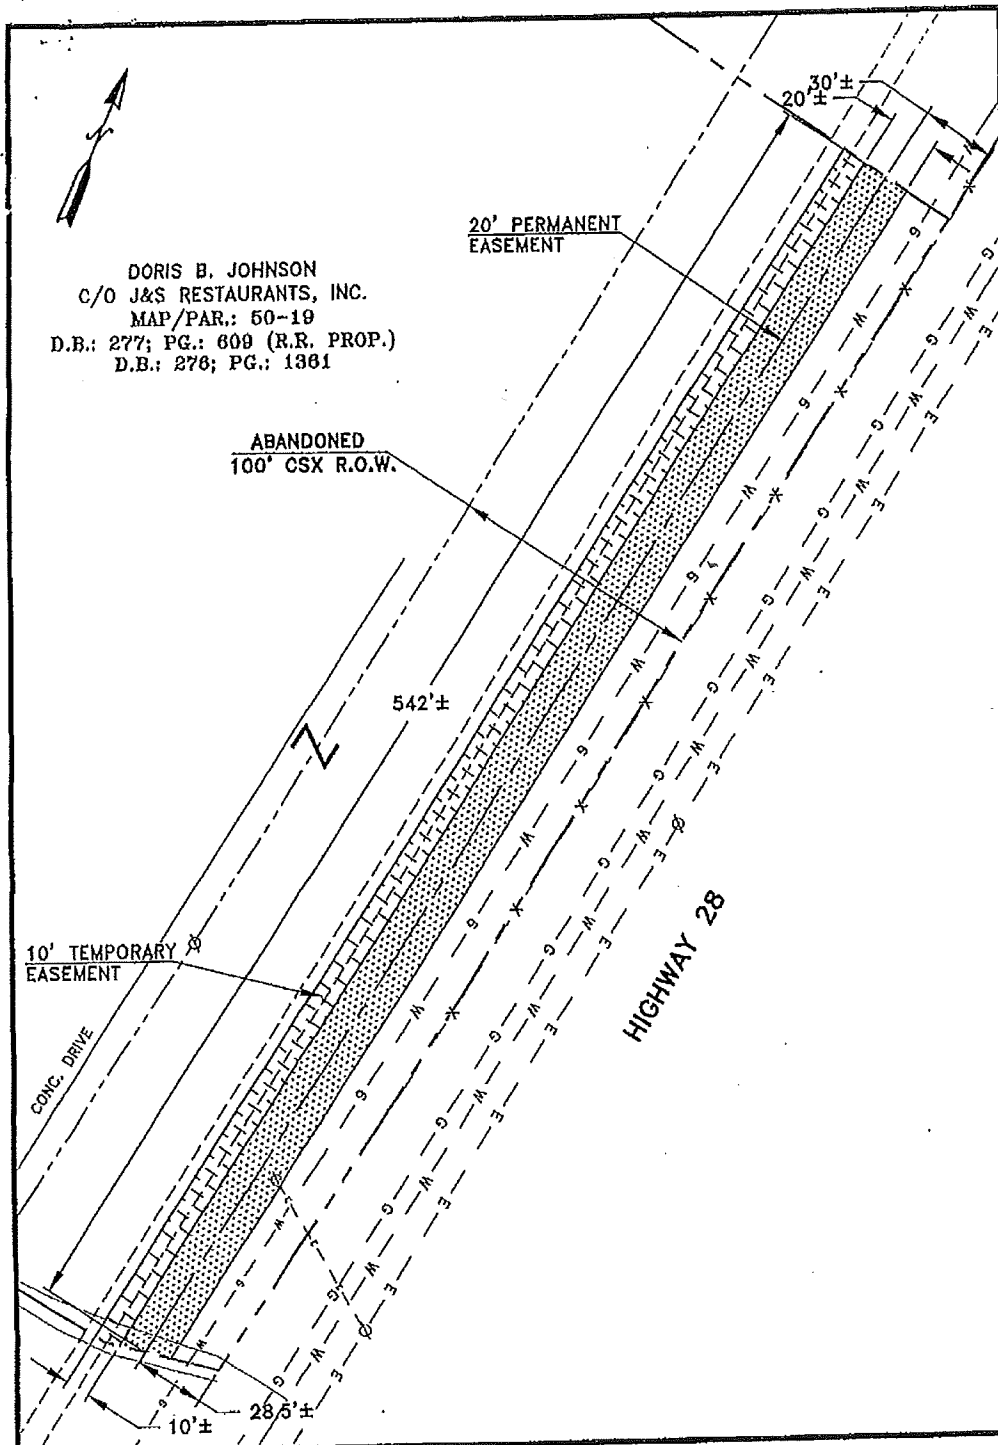 30'±
20'±
20' PERMANENT
EASEMENT
DORIS B. JOHNSON
C/O J&S RESTAURANTS, INC.
MAP/PAR.: 50-19
D.B.: 277; PG.: 609 (R.R. PROP.)
D.B.: 276; PG.: 1361
ABANDONED
100' CSX R.O.W.
542'±
Z
10' TEMPORARY
EASEMENT
HIGHWAY 28
CONC. DRIVE
28.5'±
10'±